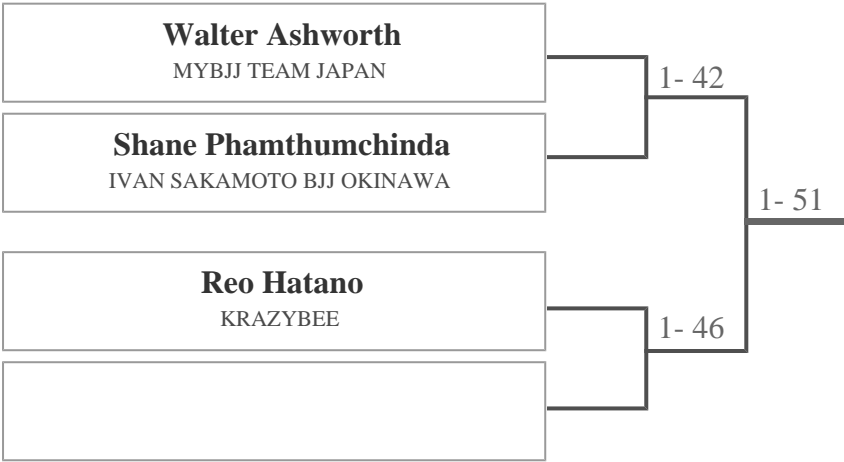 Walter Ashworth
MYBJJ TEAM JAPAN
1- 42
Shane Phamthumchinda
IVAN SAKAMOTO BJJ OKINAWA
1- 51
Reo Hatano
KRAZYBEE
1- 46